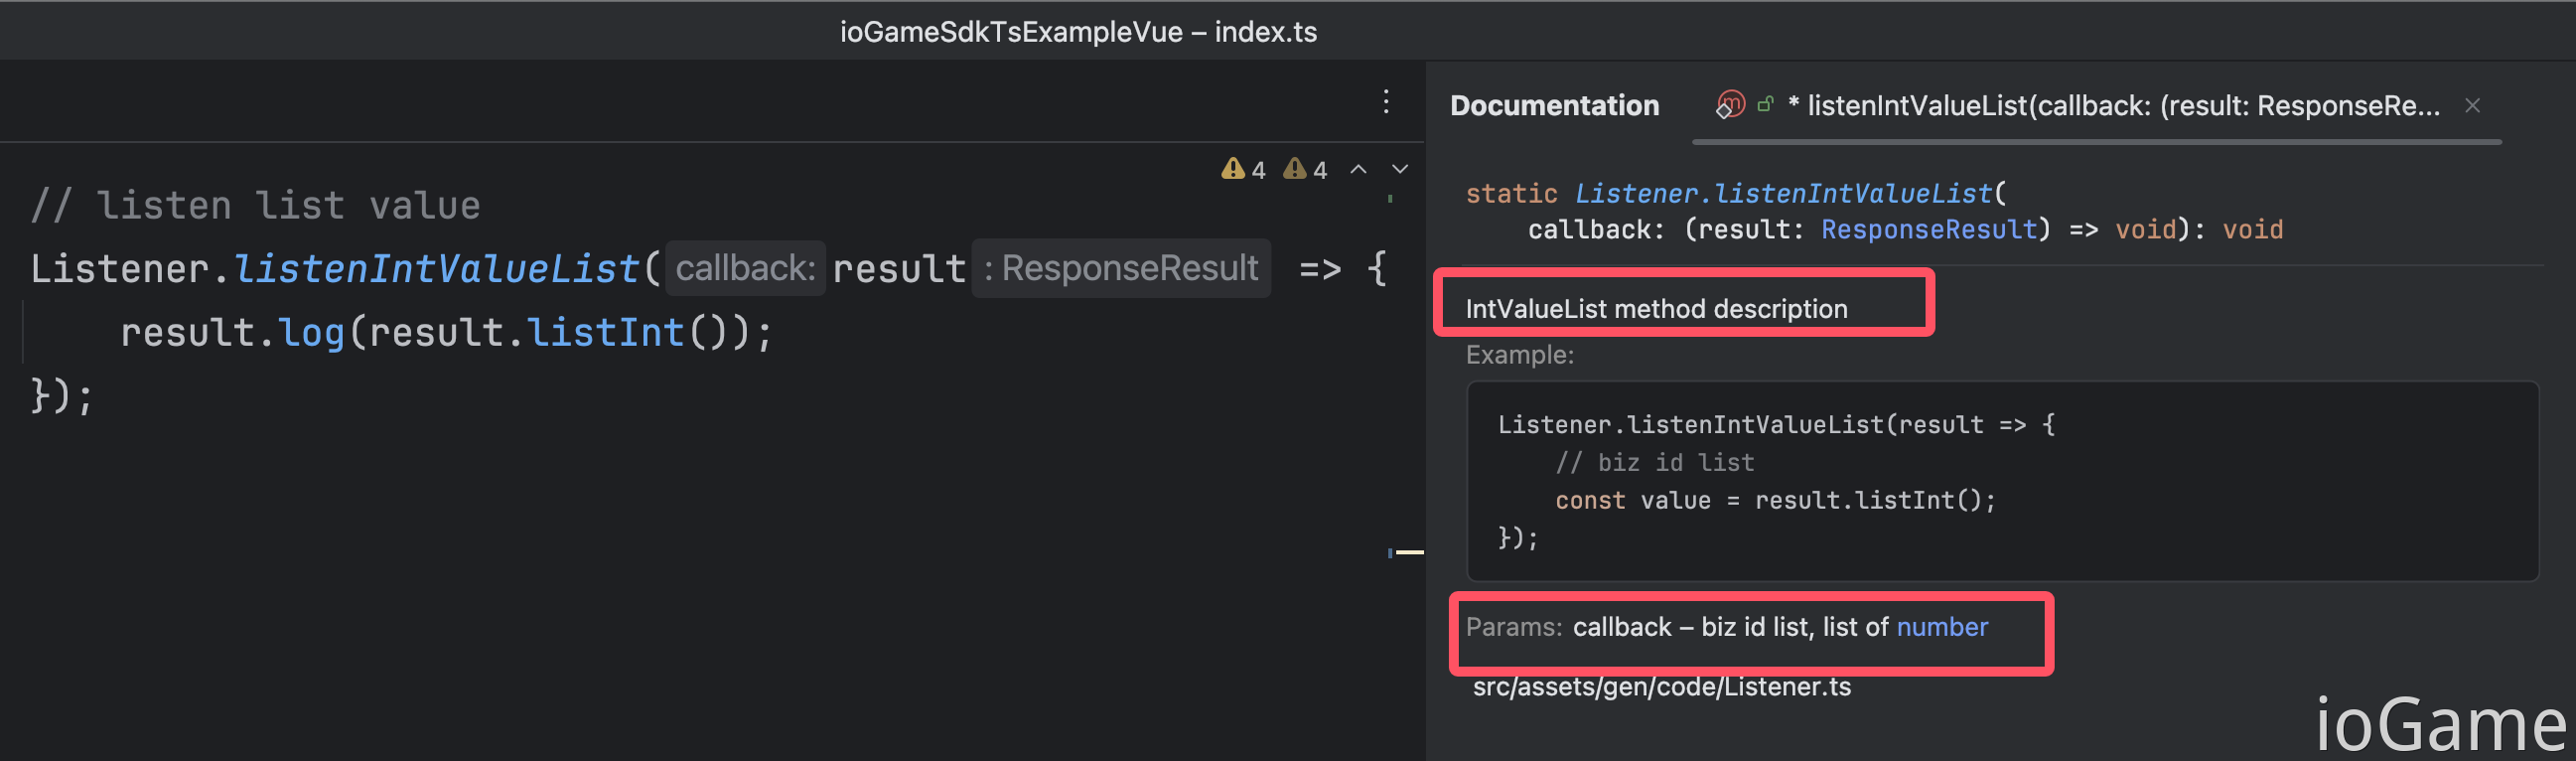 ioGameSdkTsExampleVue – index.ts
4 4
// listen list value
Listener.listenIntValueList( callback: result : ResponseResult => {
result.log(result.listInt());
});
Documentation
* listenIntValueList(callback: (result: ResponseRe...
static Listener.listenIntValueList(
callback: (result: ResponseResult) => void): void
IntValueList method description
Example:
Listener.listenIntValueList(result => {
// biz id list
const value = result.listInt();
});
Params: callback – biz id list, list of number
src/assets/gen/code/Listener.ts
ioGame